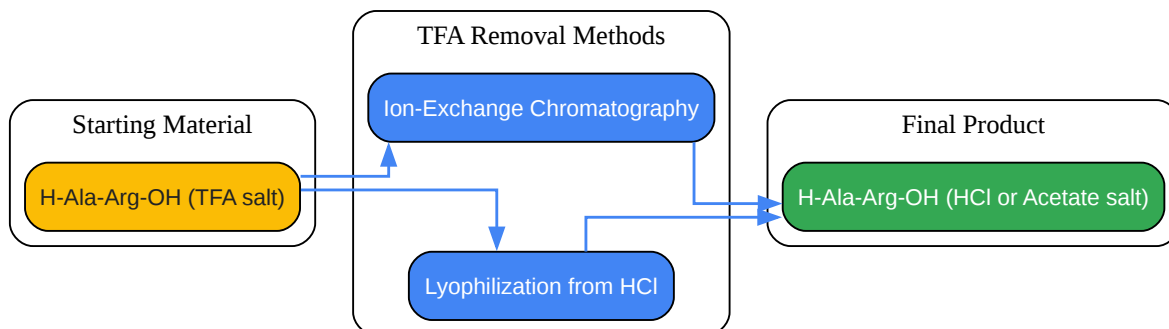 TFA Removal Methods
Ion-Exchange Chromatography
Starting Material
Final Product
H-Ala-Arg-OH (TFA salt)
H-Ala-Arg-OH (HCl or Acetate salt)
Lyophilization from HCl